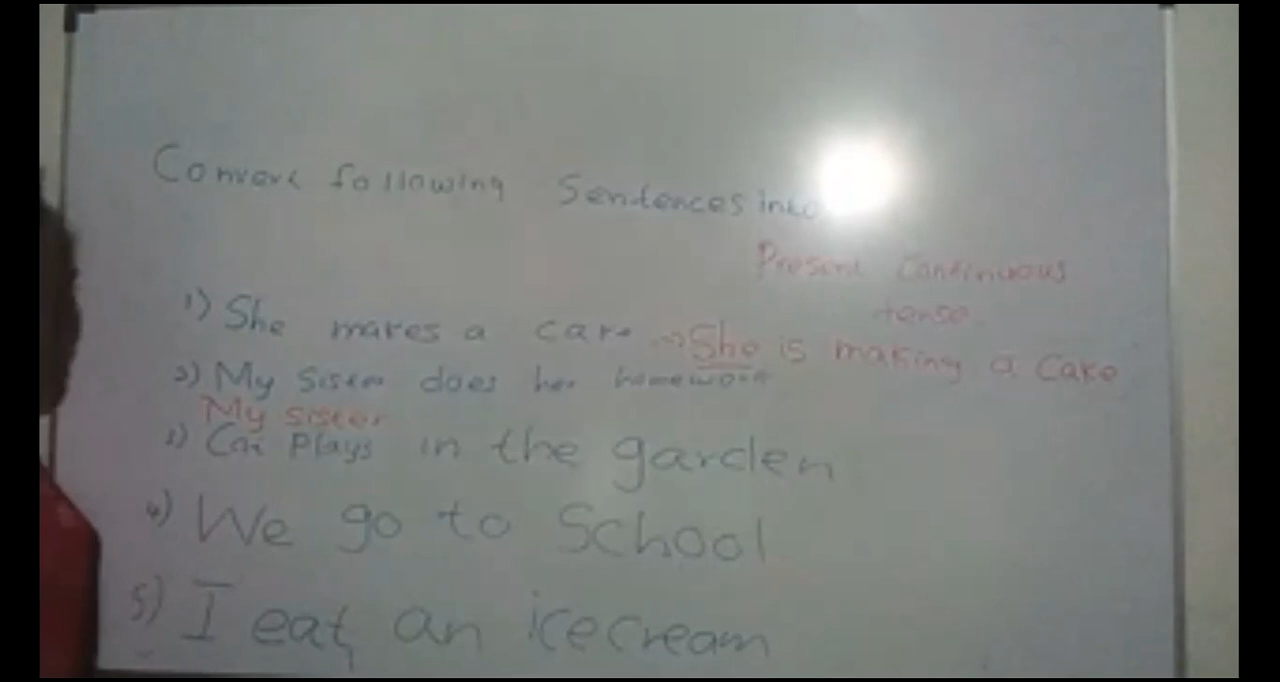 Convert following Sentences into
Present Continuous
tense.
1) She makes a cake → She is making a Cake
2) My Sister does her homework
My sister
3) Cat Plays in the garden
4) We go to School
5) I eat an icecream